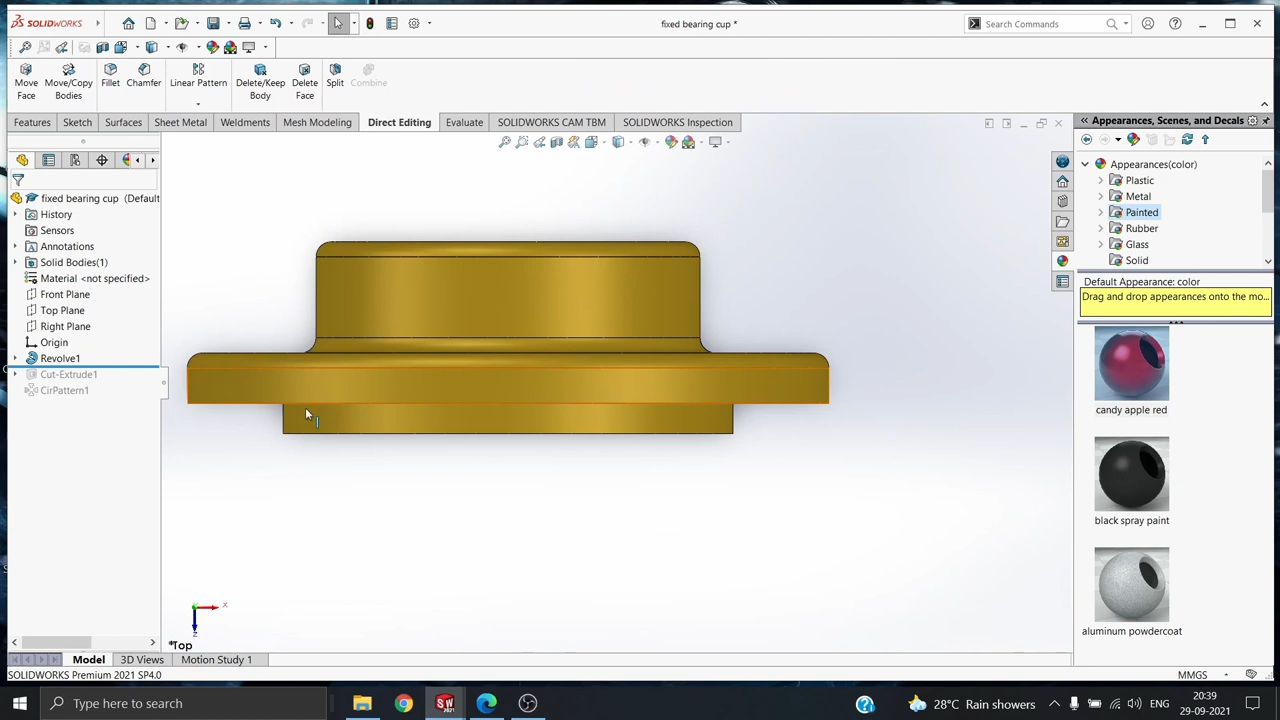 SOLIDWORKS
fixed bearing cup *
Search Commands
Move Face
Move/Copy Bodies
Fillet
Chamfer
Linear Pattern
Delete/Keep Body
Delete Face
Split
Combine
Features
Sketch
Surfaces
Sheet Metal
Weldments
Mesh Modeling
Direct Editing
Evaluate
SOLIDWORKS CAM TBM
SOLIDWORKS Inspection
fixed bearing cup (Default
History
Sensors
Annotations
Solid Bodies(1)
Material <not specified>
Front Plane
Top Plane
Right Plane
Origin
Revolve1
Cut-Extrude1
CirPattern1
x
z
*Top
Appearances, Scenes, and Decals
Appearances(color)
Plastic
Metal
Painted
Rubber
Glass
Solid
Default Appearance: color
Drag and drop appearances onto the mo...
candy apple red
black spray paint
aluminum powdercoat
Model
3D Views
Motion Study 1
SOLIDWORKS Premium 2021 SP4.0
MMGS
Type here to search
28°C Rain showers
ENG
20:39
29-09-2021